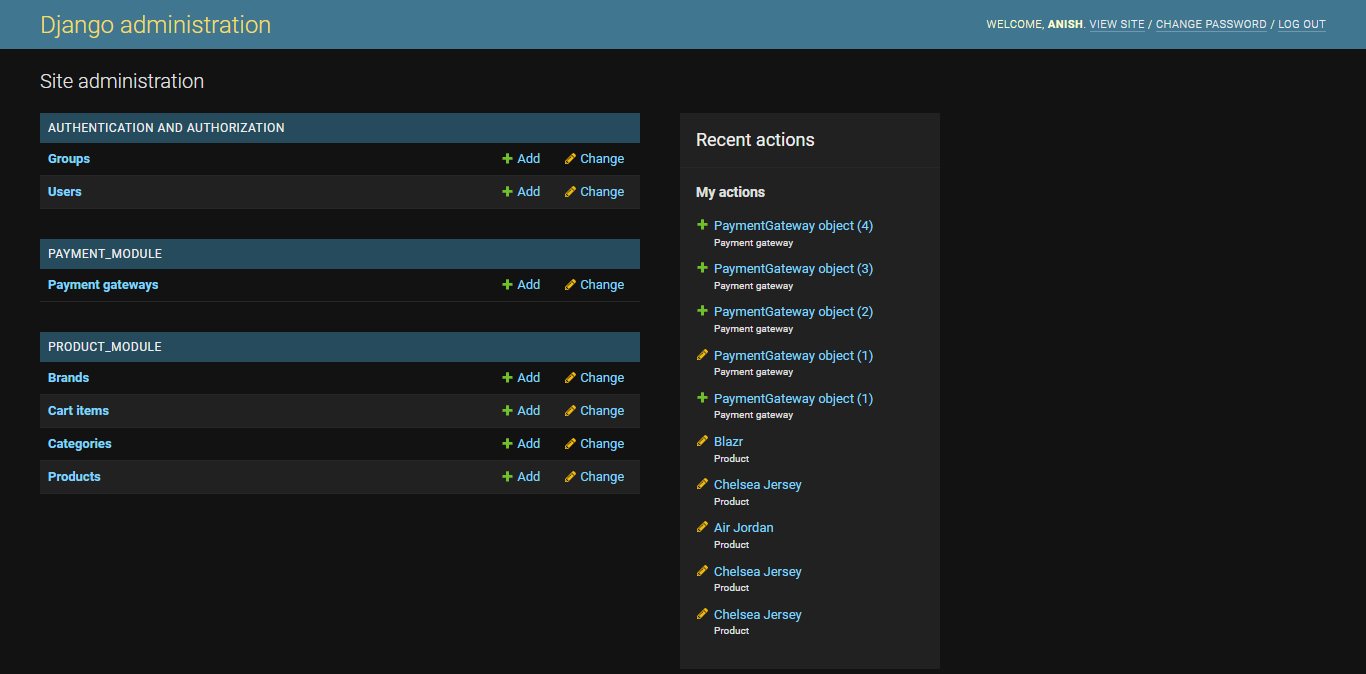 Django administration
WELCOME, ANISH. VIEW SITE / CHANGE PASSWORD / LOG OUT
Site administration
AUTHENTICATION AND AUTHORIZATION
Groups Add Change
Users Add Change
PAYMENT_MODULE
Payment gateways Add Change
PRODUCT_MODULE
Brands Add Change
Cart items Add Change
Categories Add Change
Products Add Change
Recent actions
My actions
PaymentGateway object (4)
Payment gateway
PaymentGateway object (3)
Payment gateway
PaymentGateway object (2)
Payment gateway
PaymentGateway object (1)
Payment gateway
PaymentGateway object (1)
Payment gateway
Blazr
Product
Chelsea Jersey
Product
Air Jordan
Product
Chelsea Jersey
Product
Chelsea Jersey
Product